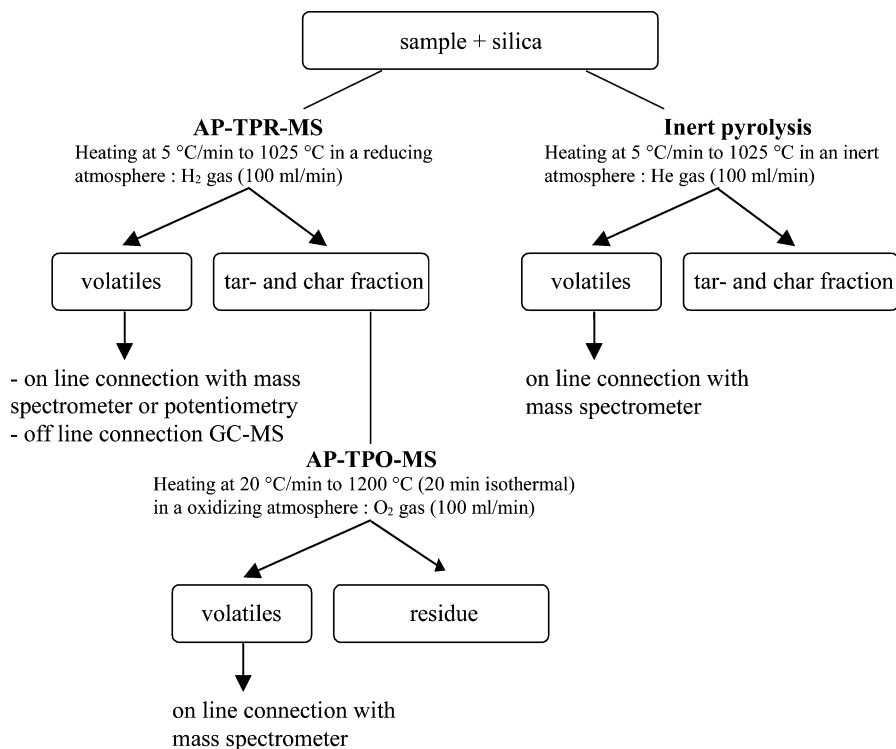 sample + silica
AP-TPR-MS
Heating at 5 °C/min to 1025 °C in a reducing
atmosphere : H₂ gas (100 ml/min)
Inert pyrolysis
Heating at 5 °C/min to 1025 °C in an inert
atmosphere : He gas (100 ml/min)
volatiles
tar- and char fraction
volatiles
tar- and char fraction
- on line connection with mass
spectrometer or potentiometry
- off line connection GC-MS
on line connection with
mass spectrometer
AP-TPO-MS
Heating at 20 °C/min to 1200 °C (20 min isothermal)
in a oxidizing atmosphere : O₂ gas (100 ml/min)
volatiles
residue
on line connection with
mass spectrometer